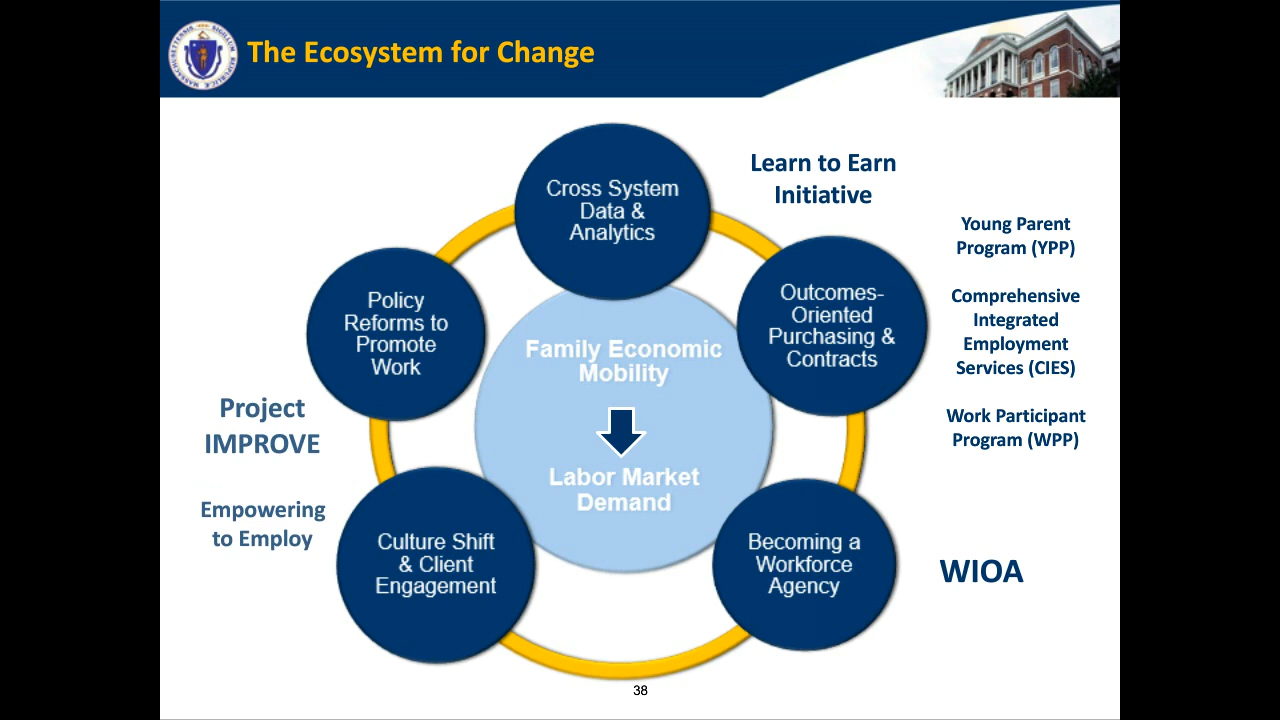 The Ecosystem for Change
Cross System
Data &
Analytics
Learn to Earn
Initiative
Young Parent
Program (YPP)
Comprehensive
Integrated
Employment
Services (CIES)
Work Participant
Program (WPP)
Outcomes-
Oriented
Purchasing &
Contracts
Policy
Reforms to
Promote
Work
Family Economic
Mobility
Labor Market
Demand
Project
IMPROVE
Empowering
to Employ
Culture Shift
& Client
Engagement
Becoming a
Workforce
Agency
WIOA
38